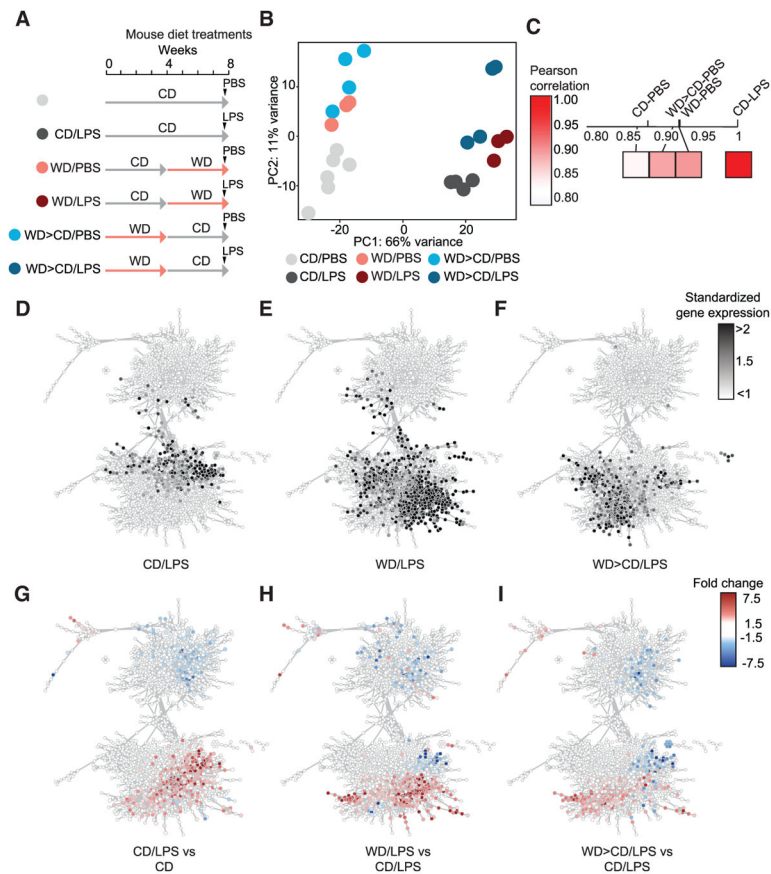 A
Mouse diet treatments
Weeks
0 4 8
CD PBS
CD/LPS CD LPS
WD/PBS CD WD PBS
WD/LPS CD WD LPS
WD>CD/PBS WD CD PBS
WD>CD/LPS WD CD LPS
B
PC2: 11% variance
10
0
-10
-20 0 20
PC1: 66% variance
CD/PBS WD/PBS WD>CD/PBS
CD/LPS WD/LPS WD>CD/LPS
C
Pearson
correlation
1.00
0.95
0.90
0.85
0.80
CD-PBS
WD>CD-PBS
WD-PBS
CD-LPS
0.80 0.85 0.90 0.95 1
D E F
Standardized
gene expression
>2
1.5
<1
CD/LPS WD/LPS WD>CD/LPS
G H I
Fold change
7.5
1.5
-1.5
-7.5
CD/LPS vs
CD
WD/LPS vs
CD/LPS
WD>CD/LPS vs
CD/LPS